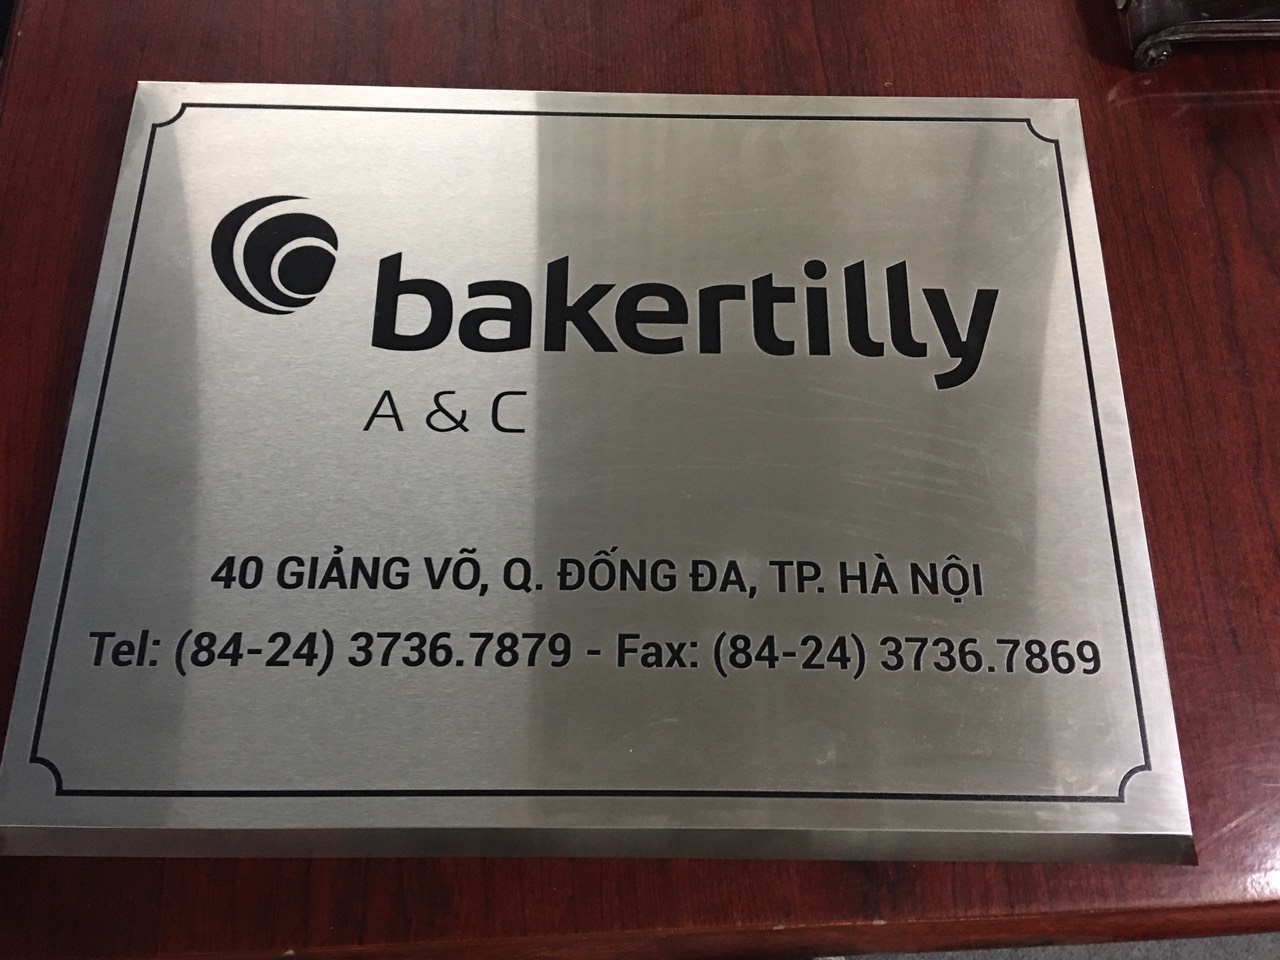 bakertilly
A & C
40 GIẢNG VÕ, Q. ĐỐNG ĐA, TP. HÀ NỘI
Tel: (84-24) 3736.7879 - Fax: (84-24) 3736.7869